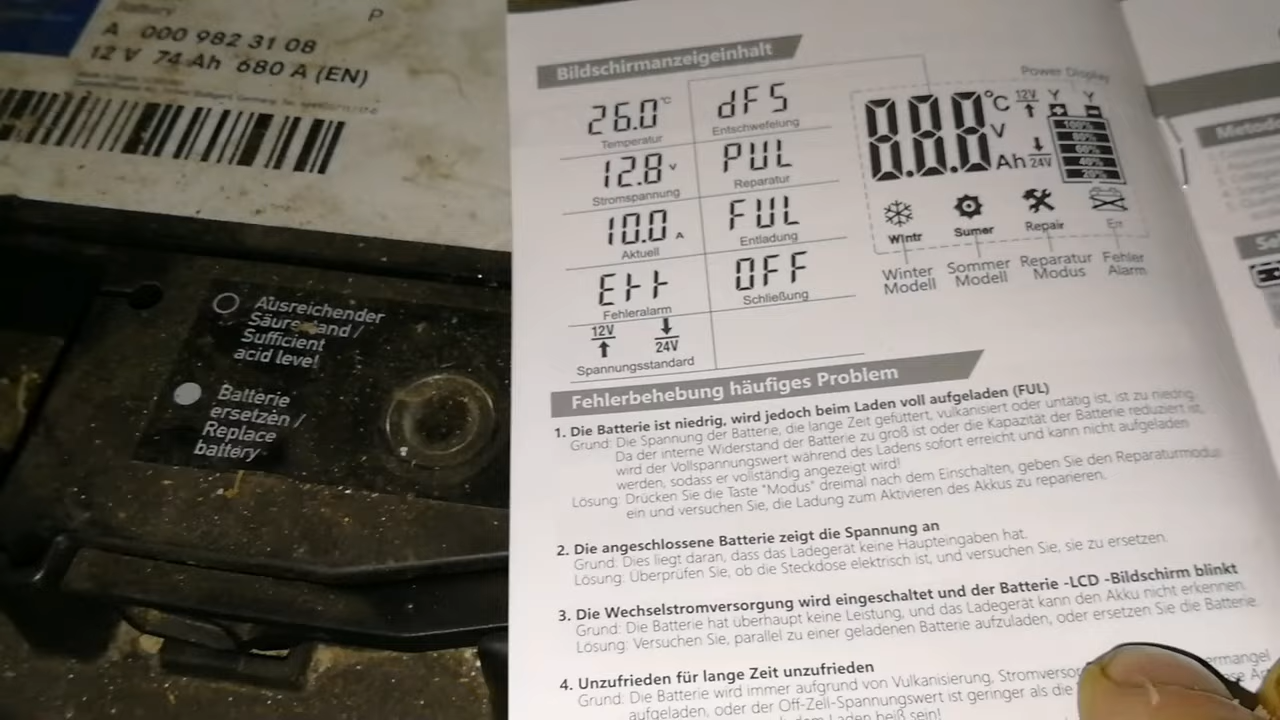 P
A 000 982 31 08
12 V 74 Ah 680 A (EN)
Ausreichender
Säurestand /
Sufficient
acid level
Batterie
ersetzen /
Replace
battery
Bildschirmanzeigeinhalt
26.0 °C
Temperatur
dFS
Entschwefelung
12.8 V
Stromspannung
PUL
Reparatur
10.0 A
Aktuell
FUL
Entladung
Err
Fehleralarm
OFF
Schließung
12V 24V
Spannungsstandard
Power Display
8.8.8 °C V Ah
12V
24V
100%
80%
60%
40%
20%
Wintr Sumer Repair Err
Winter Modell
Sommer Modell
Reparatur Modus
Fehler Alarm
Fehlerbehebung häufiges Problem
1. Die Batterie ist niedrig, wird jedoch beim Laden voll aufgeladen (FUL)
Grund: Die Spannung der Batterie, die lange Zeit gefüttert, vulkanisiert oder untätig ist, ist zu niedrig.
Da der interne Widerstand der Batterie zu groß ist oder die Kapazität der Batterie reduziert ist,
wird der Vollspannungswert während des Ladens sofort erreicht und kann nicht aufgeladen
werden, sodass er vollständig angezeigt wird!
Lösung: Drücken Sie die Taste "Modus" dreimal nach dem Einschalten, geben Sie den Reparaturmodus
ein und versuchen Sie, die Ladung zum Aktivieren des Akkus zu reparieren.
2. Die angeschlossene Batterie zeigt die Spannung an
Grund: Dies liegt daran, dass das Ladegerät keine Haupteingaben hat.
Lösung: Überprüfen Sie, ob die Steckdose elektrisch ist, und versuchen Sie, sie zu ersetzen.
3. Die Wechselstromversorgung wird eingeschaltet und der Batterie -LCD -Bildschirm blinkt
Grund: Die Batterie hat überhaupt keine Leistung, und das Ladegerät kann den Akku nicht erkennen.
Lösung: Versuchen Sie, parallel zu einer geladenen Batterie aufzuladen, oder ersetzen Sie die Batterie.
4. Unzufrieden für lange Zeit unzufrieden
Grund: Die Batterie wird immer aufgrund von Vulkanisierung,
aufgeladen, oder der Off-Zell-Spannungswert ist geringer als die
Laden heiß sein!